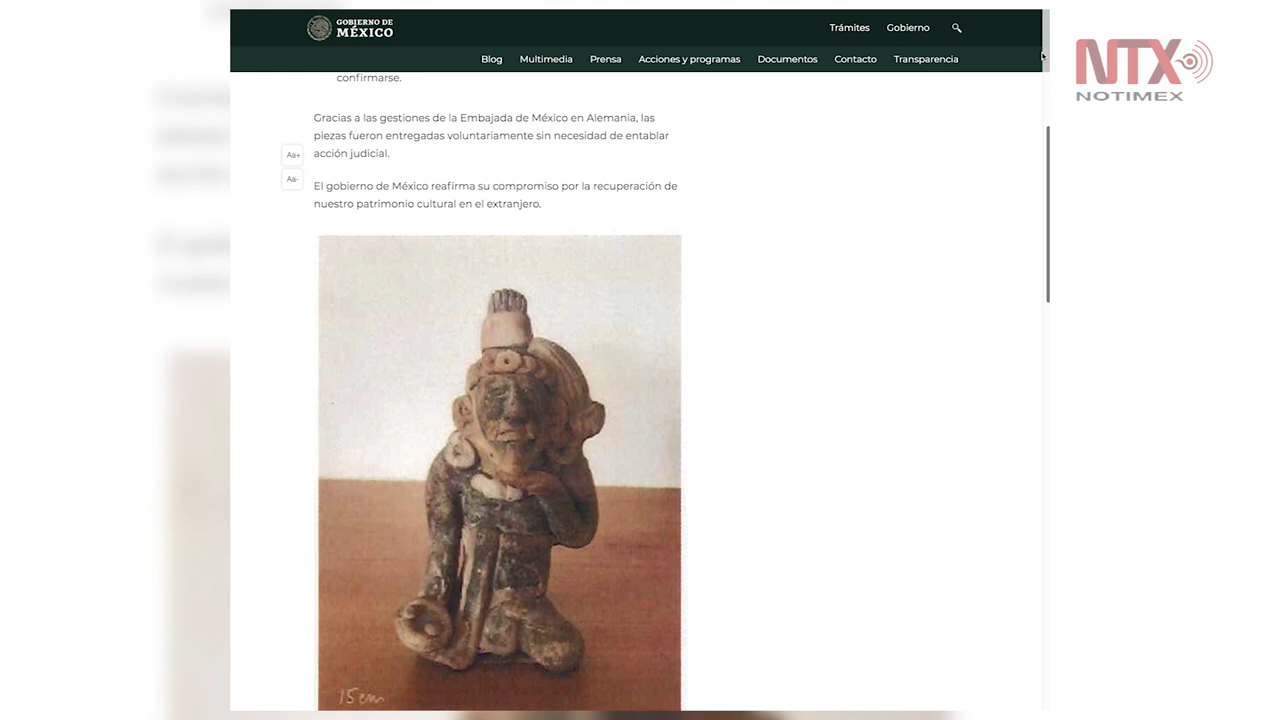 GOBIERNO DE
MÉXICO
Trámites Gobierno
Blog Multimedia Prensa Acciones y programas Documentos Contacto Transparencia
NTX
NOTIMEX
confirmarse.
Gracias a las gestiones de la Embajada de México en Alemania, las
piezas fueron entregadas voluntariamente sin necesidad de entablar
acción judicial.
Aa+
Aa-
El gobierno de México reafirma su compromiso por la recuperación de
nuestro patrimonio cultural en el extranjero.
15cm